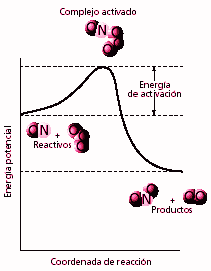 Complejo activado
N
Energía
de activación
Energía potencial
N
+
Reactivos
N
+
Productos
Coordenada de reacción